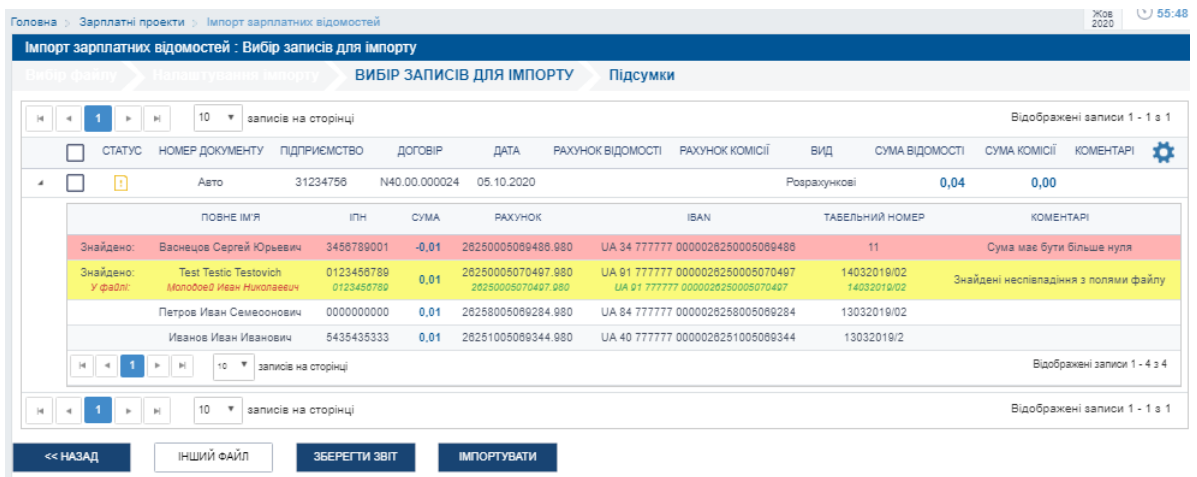 Жов
2020
55:48
Головна > Зарплатні проекти > Імпорт зарплатних відомостей
Імпорт зарплатних відомостей : Вибір записів для імпорту
Вибір файлу Налаштування імпорту ВИБІР ЗАПИСІВ ДЛЯ ІМПОРТУ Підсумки
1 10 записів на сторінці Відображені записи 1 - 1 з 1
СТАТУС НОМЕР ДОКУМЕНТУ ПІДПРИЄМСТВО ДОГОВІР ДАТА РАХУНОК ВІДОМОСТІ РАХУНОК КОМІСІЇ ВИД СУМА ВІДОМОСТІ СУМА КОМІСІЇ КОМЕНТАРІ
Авто 31234756 N40.00.000024 05.10.2020 Розрахункові 0,04 0,00
ПОВНЕ ІМ'Я ІПН СУМА РАХУНОК IBAN ТАБЕЛЬНИЙ НОМЕР КОМЕНТАРІ
Знайдено: Васнецов Сергей Юрьевич 3456789001 -0,01 26250005069486.980 UA 34 777777 0000026250005069486 11 Сума має бути більше нуля
Знайдено: Test Testic Testovich 0123456789 0,01 26250005070497.980 UA 91 777777 0000026250005070497 14032019/02 Знайдені неспівпадіння з полями файлу
У файлі: Молодоей Иван Николаевич 0123456789 26250005070497.980 UA 91 777777 0000026250005070497 14032019/02
Петров Иван Семеоонович 0000000000 0,01 26258005069284.980 UA 84 777777 0000026258005069284 13032019/02
Иванов Иван Иванович 5435435333 0,01 26251005069344.980 UA 40 777777 0000026251005069344 13032019/2
1 10 записів на сторінці Відображені записи 1 - 4 з 4
1 10 записів на сторінці Відображені записи 1 - 1 з 1
<< НАЗАД ІНШИЙ ФАЙЛ ЗБЕРЕГТИ ЗВІТ ІМПОРТУВАТИ